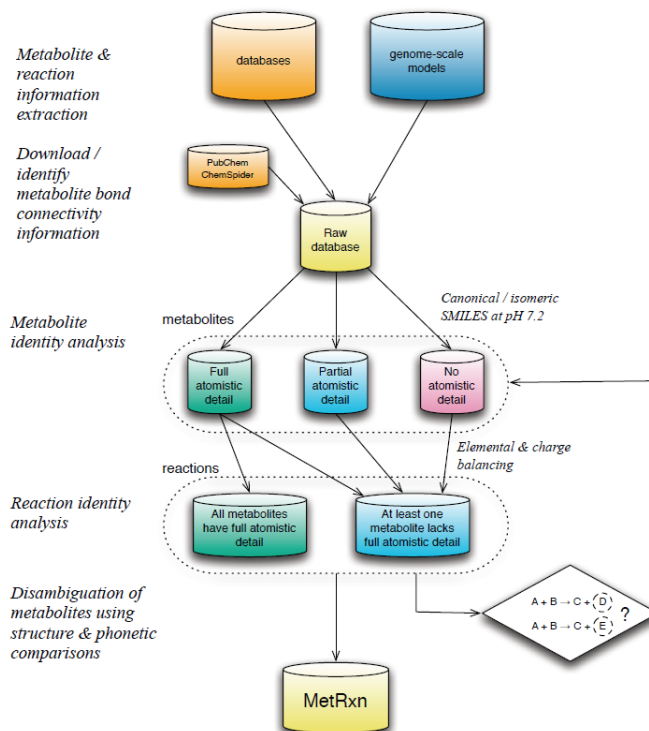 Metabolite &
reaction
information
extraction
databases
genome-scale
models
Download /
identify
metabolite bond
connectivity
information
PubChem
ChemSpider
Raw
database
Canonical / isomeric
SMILES at pH 7.2
Metabolite
identity analysis
metabolites
Full
atomistic
detail
Partial
atomistic
detail
No
atomistic
detail
Elemental & charge
balancing
reactions
Reaction identity
analysis
All metabolites
have full atomistic
detail
At least one
metabolite lacks
full atomistic detail
Disambiguation of
metabolites using
structure & phonetic
comparisons
A + B → C + D
A + B → C + E
?
MetRxn